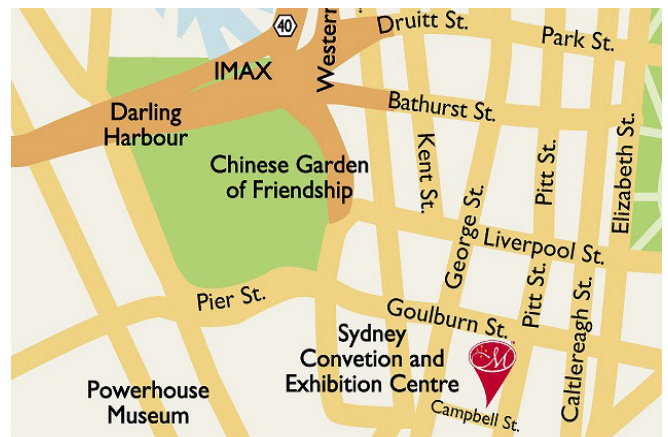 40
Western
Druitt St.
Park St.
IMAX
Darling
Harbour
Bathurst St.
Chinese Garden
of Friendship
Kent St.
George St.
Pitt St.
Elizabeth St.
Liverpool St.
Pier St.
Goulburn St.
Pitt St.
Caltlereagh St.
Sydney
Convetion and
Exhibition Centre
M
Powerhouse
Museum
Campbell St.